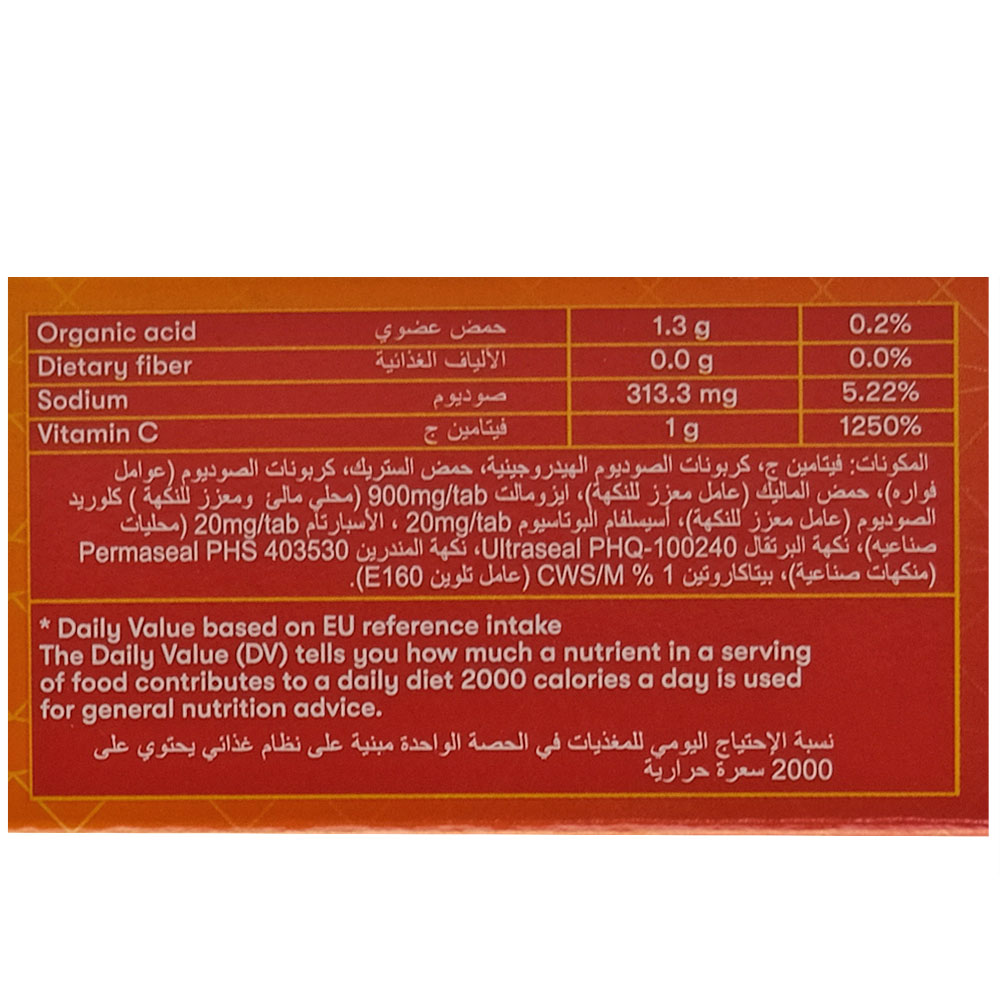 Organic acid حمض عضوي 1.3 g 0.2%
Dietary fiber الألياف الغذائية 0.0 g 0.0%
Sodium صوديوم 313.3 mg 5.22%
Vitamin C فيتامين ج 1 g 1250%
المكونات: فيتامين ج، كربونات الصوديوم الهيدروجينية، حمض الستريك، كربونات الصوديوم (عوامل
فواره)، حمض الماليك (عامل معزز للنكهة)، ايزومالت 900mg/tab (محلي مالئ ومعزز للنكهة ) كلوريد
الصوديوم (عامل معزز للنكهة)، أسيسلفام البوتاسيوم 20mg/tab ، الأسبارتام 20mg/tab (محليات
صناعيه)، نكهة البرتقال Ultraseal PHQ-100240، نكهة المندرين Permaseal PHS 403530
(منكهات صناعية)، بيتاكاروتين 1 % CWS/M (عامل تلوين E160).
* Daily Value based on EU reference intake
The Daily Value (DV) tells you how much a nutrient in a serving
of food contributes to a daily diet 2000 calories a day is used
for general nutrition advice.
نسبة الإحتياج اليومي للمغذيات في الحصة الواحدة مبنية على نظام غذائي يحتوي على
2000 سعرة حرارية